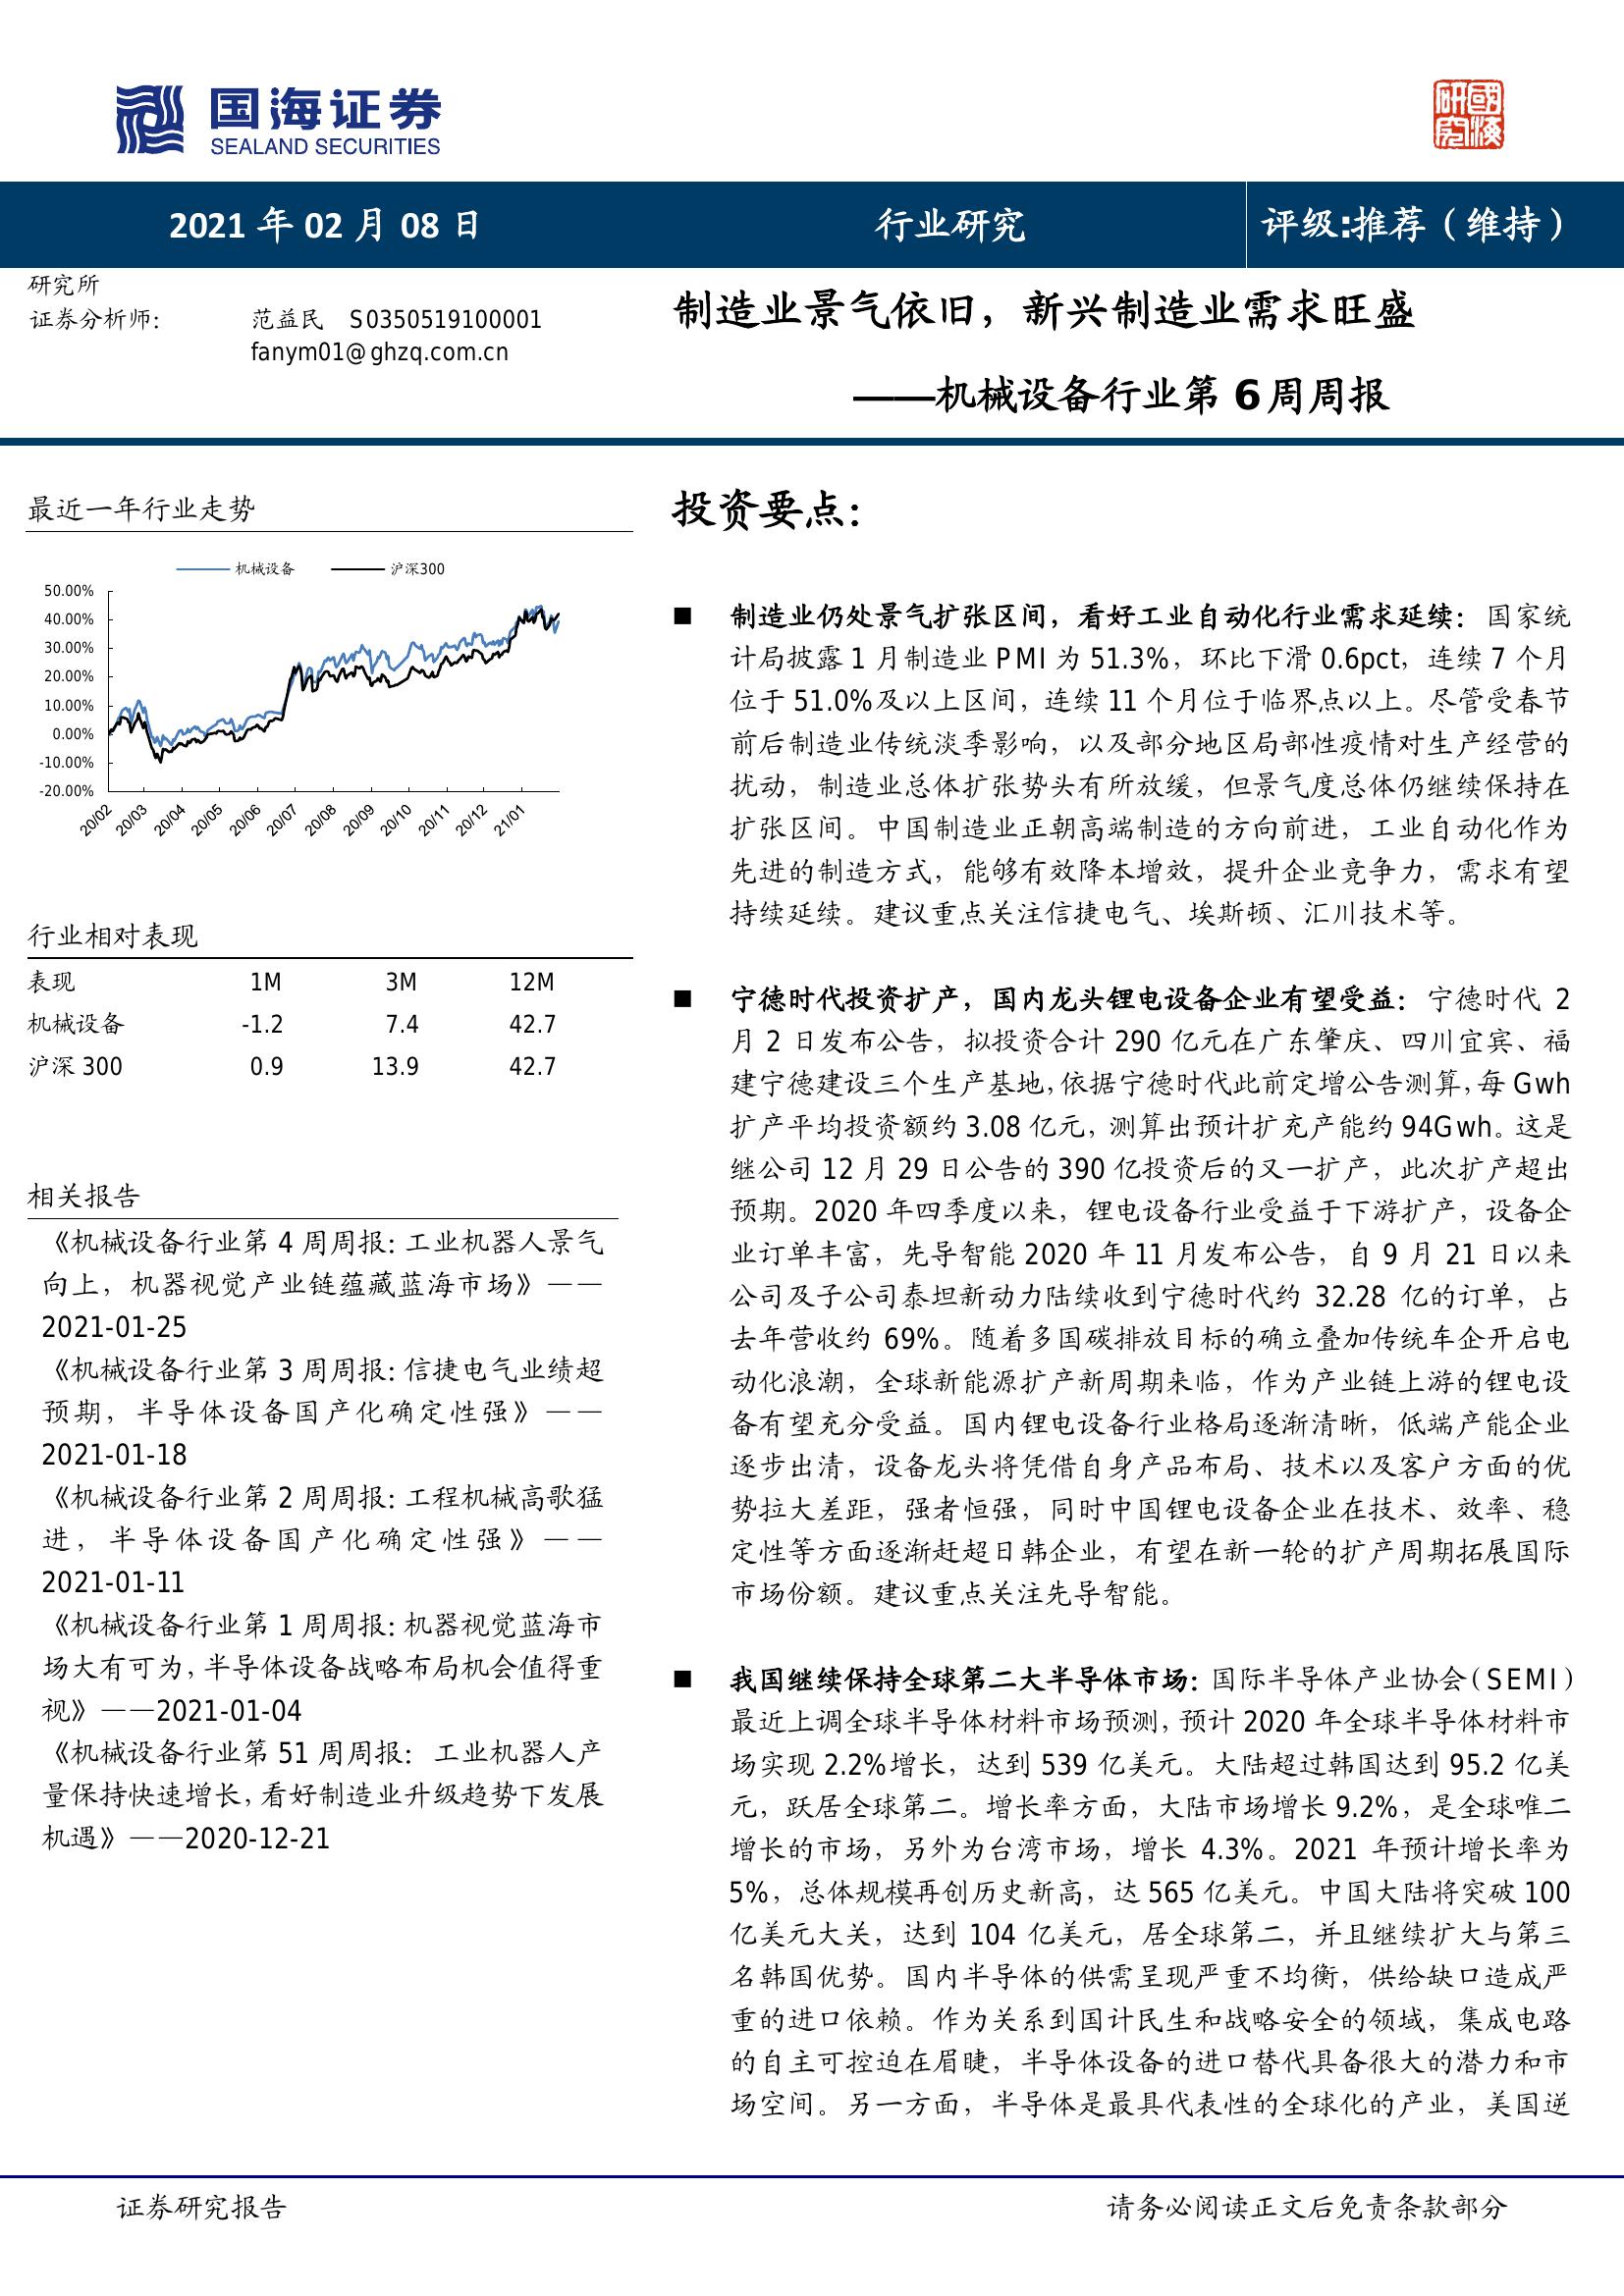 国海证券
SEALAND SECURITIES
國海研究
2021 年 02 月 08 日
行业研究
评级:推荐（维持）
研究所
证券分析师： 范益民 S0350519100001
fanym01@ghzq.com.cn
制造业景气依旧，新兴制造业需求旺盛
——机械设备行业第 6 周周报
最近一年行业走势
机械设备 沪深300
50.00%
40.00%
30.00%
20.00%
10.00%
0.00%
-10.00%
-20.00%
20/02 20/03 20/04 20/05 20/06 20/07 20/08 20/09 20/10 20/11 20/12 21/01
行业相对表现
表现 1M 3M 12M
机械设备 -1.2 7.4 42.7
沪深 300 0.9 13.9 42.7
相关报告
《机械设备行业第 4 周周报：工业机器人景气
向上，机器视觉产业链蕴藏蓝海市场》——
2021-01-25
《机械设备行业第 3 周周报：信捷电气业绩超
预期，半导体设备国产化确定性强》——
2021-01-18
《机械设备行业第 2 周周报：工程机械高歌猛
进，半导体设备国产化确定性强》——
2021-01-11
《机械设备行业第 1 周周报：机器视觉蓝海市
场大有可为，半导体设备战略布局机会值得重
视》——2021-01-04
《机械设备行业第 51 周周报： 工业机器人产
量保持快速增长，看好制造业升级趋势下发展
机遇》——2020-12-21
投资要点：
■ 制造业仍处景气扩张区间，看好工业自动化行业需求延续：国家统
计局披露 1 月制造业 PMI 为 51.3%，环比下滑 0.6pct，连续 7 个月
位于 51.0%及以上区间，连续 11 个月位于临界点以上。尽管受春节
前后制造业传统淡季影响，以及部分地区局部性疫情对生产经营的
扰动，制造业总体扩张势头有所放缓，但景气度总体仍继续保持在
扩张区间。中国制造业正朝高端制造的方向前进，工业自动化作为
先进的制造方式，能够有效降本增效，提升企业竞争力，需求有望
持续延续。建议重点关注信捷电气、埃斯顿、汇川技术等。
■ 宁德时代投资扩产，国内龙头锂电设备企业有望受益：宁德时代 2
月 2 日发布公告，拟投资合计 290 亿元在广东肇庆、四川宜宾、福
建宁德建设三个生产基地，依据宁德时代此前定增公告测算，每 Gwh
扩产平均投资额约 3.08 亿元，测算出预计扩充产能约 94Gwh。这是
继公司 12 月 29 日公告的 390 亿投资后的又一扩产，此次扩产超出
预期。2020 年四季度以来，锂电设备行业受益于下游扩产，设备企
业订单丰富，先导智能 2020 年 11 月发布公告，自 9 月 21 日以来
公司及子公司泰坦新动力陆续收到宁德时代约 32.28 亿的订单，占
去年营收约 69%。随着多国碳排放目标的确立叠加传统车企开启电
动化浪潮，全球新能源扩产新周期来临，作为产业链上游的锂电设
备有望充分受益。国内锂电设备行业格局逐渐清晰，低端产能企业
逐步出清，设备龙头将凭借自身产品布局、技术以及客户方面的优
势拉大差距，强者恒强，同时中国锂电设备企业在技术、效率、稳
定性等方面逐渐赶超日韩企业，有望在新一轮的扩产周期拓展国际
市场份额。建议重点关注先导智能。
■ 我国继续保持全球第二大半导体市场：国际半导体产业协会（SEMI）
最近上调全球半导体材料市场预测，预计 2020 年全球半导体材料市
场实现 2.2%增长，达到 539 亿美元。大陆超过韩国达到 95.2 亿美
元，跃居全球第二。增长率方面，大陆市场增长 9.2%，是全球唯二
增长的市场，另外为台湾市场，增长 4.3%。2021 年预计增长率为
5%，总体规模再创历史新高，达 565 亿美元。中国大陆将突破 100
亿美元大关，达到 104 亿美元，居全球第二，并且继续扩大与第三
名韩国优势。国内半导体的供需呈现严重不均衡，供给缺口造成严
重的进口依赖。作为关系到国计民生和战略安全的领域，集成电路
的自主可控迫在眉睫，半导体设备的进口替代具备很大的潜力和市
场空间。另一方面，半导体是最具代表性的全球化的产业，美国逆
证券研究报告
请务必阅读正文后免责条款部分